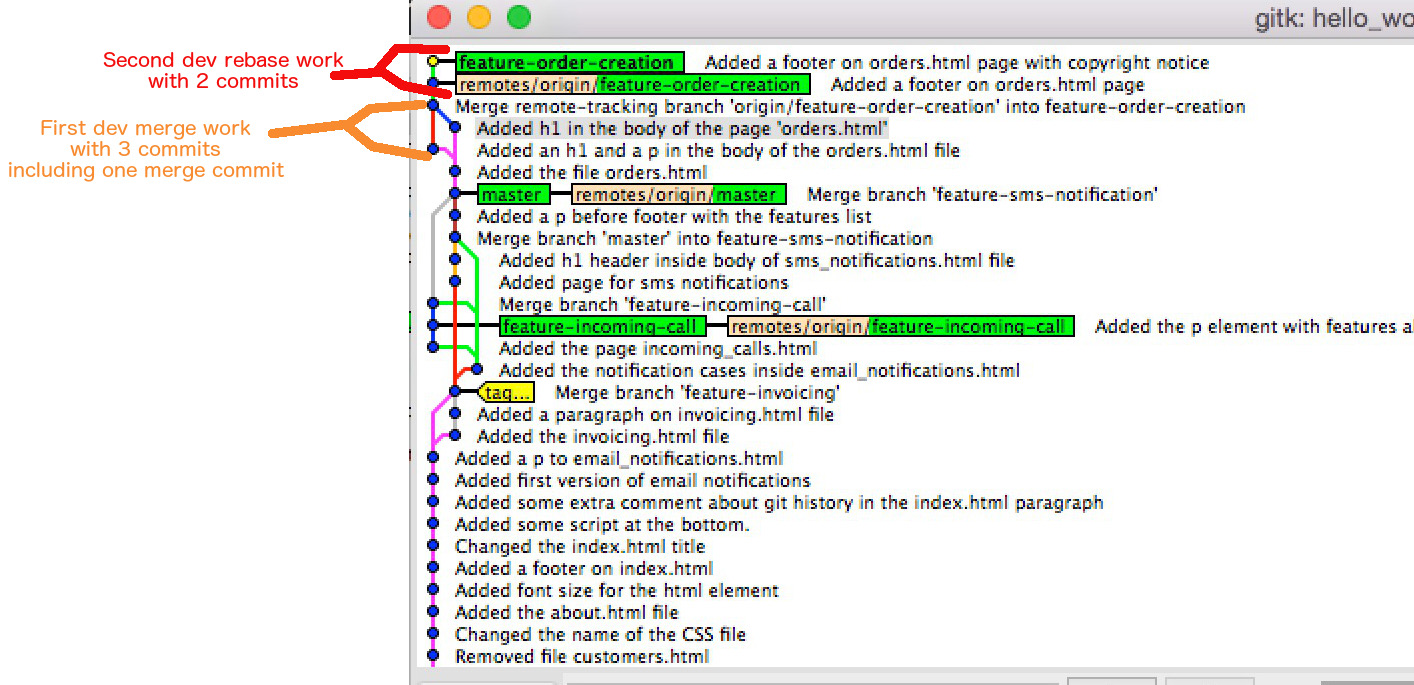 gitk: hello_wo
Second dev rebase work
with 2 commits
First dev merge work
with 3 commits
including one merge commit
feature-order-creation Added a footer on orders.html page with copyright notice
remotes/origin/feature-order-creation Added a footer on orders.html page
Merge remote-tracking branch 'origin/feature-order-creation' into feature-order-creation
Added h1 in the body of the page 'orders.html'
Added an h1 and a p in the body of the orders.html file
Added the file orders.html
master remotes/origin/master Merge branch 'feature-sms-notification'
Added a p before footer with the features list
Merge branch 'master' into feature-sms-notification
Added h1 header inside body of sms_notifications.html file
Added page for sms notifications
Merge branch 'feature-incoming-call'
feature-incoming-call remotes/origin/feature-incoming-call Added the p element with features al
Added the page incoming_calls.html
Added the notification cases inside email_notifications.html
tag... Merge branch 'feature-invoicing'
Added a paragraph on invoicing.html file
Added the invoicing.html file
Added a p to email_notifications.html
Added first version of email notifications
Added some extra comment about git history in the index.html paragraph
Added some script at the bottom.
Changed the index.html title
Added a footer on index.html
Added font size for the html element
Added the about.html file
Changed the name of the CSS file
Removed file customers.html